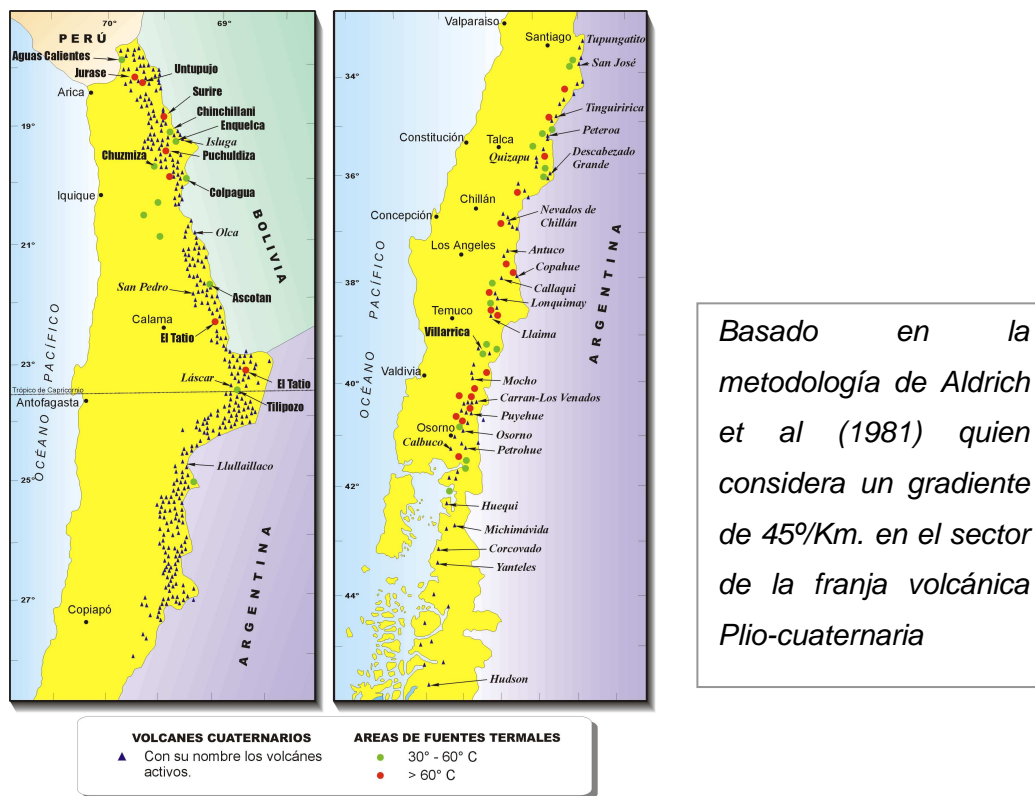 70°
69°
PERÚ
Aguas Calientes
Jurase
Untupujo
Arica
Surire
Chinchillani
19°
Enquelca
Isluga
Chuzmiza
Puchuldiza
Colpagua
Iquique
BOLIVIA
Olca
21°
San Pedro
Ascotan
Calama
El Tatio
OCÉANO PACÍFICO
23°
Láscar
El Tatio
Trópico de Capricornio
Antofagasta
Tilipozo
Llullaillaco
25°
ARGENTINA
27°
Copiapó
Valparaiso
Santiago
Tupungatito
San José
34°
Tinguiririca
Constitución
Talca
Peteroa
Quizapu
Descabezado
Grande
36°
Chillán
Concepción
Nevados de
Chillán
Los Angeles
Antuco
Copahue
OCÉANO PACÍFICO
ARGENTINA
38°
Callaqui
Lonquimay
Temuco
Villarrica
Llaima
Valdivia
40°
Mocho
Carran-Los Venados
Puyehue
Osorno
Osorno
Calbuco
Petrohue
42°
Huequi
Michimávida
Corcovado
Yanteles
44°
Hudson
VOLCANES CUATERNARIOS
Con su nombre los volcánes
activos.
AREAS DE FUENTES TERMALES
30° - 60° C
> 60° C
Basado en la
metodología de Aldrich
et al (1981) quien
considera un gradiente
de 45º/Km. en el sector
de la franja volcánica
Plio-cuaternaria